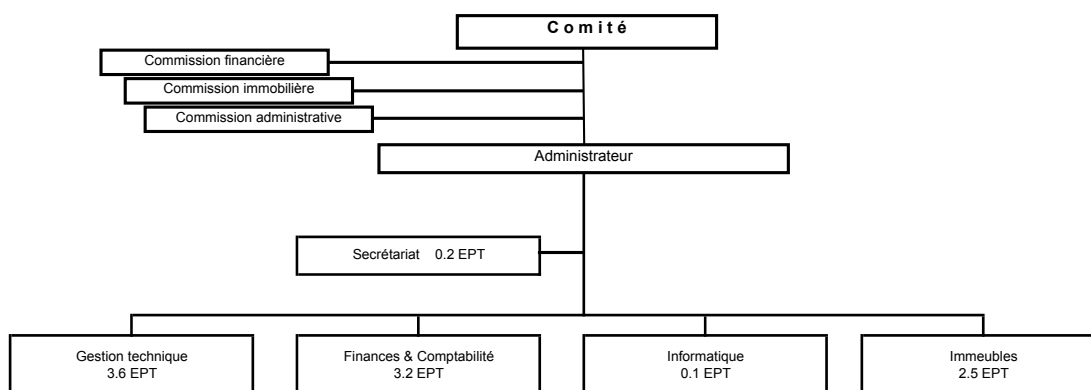 Comité
Commission financière
Commission immobilière
Commission administrative
Administrateur
Secrétariat 0.2 EPT
Gestion technique
3.6 EPT
Finances & Comptabilité
3.2 EPT
Informatique
0.1 EPT
Immeubles
2.5 EPT